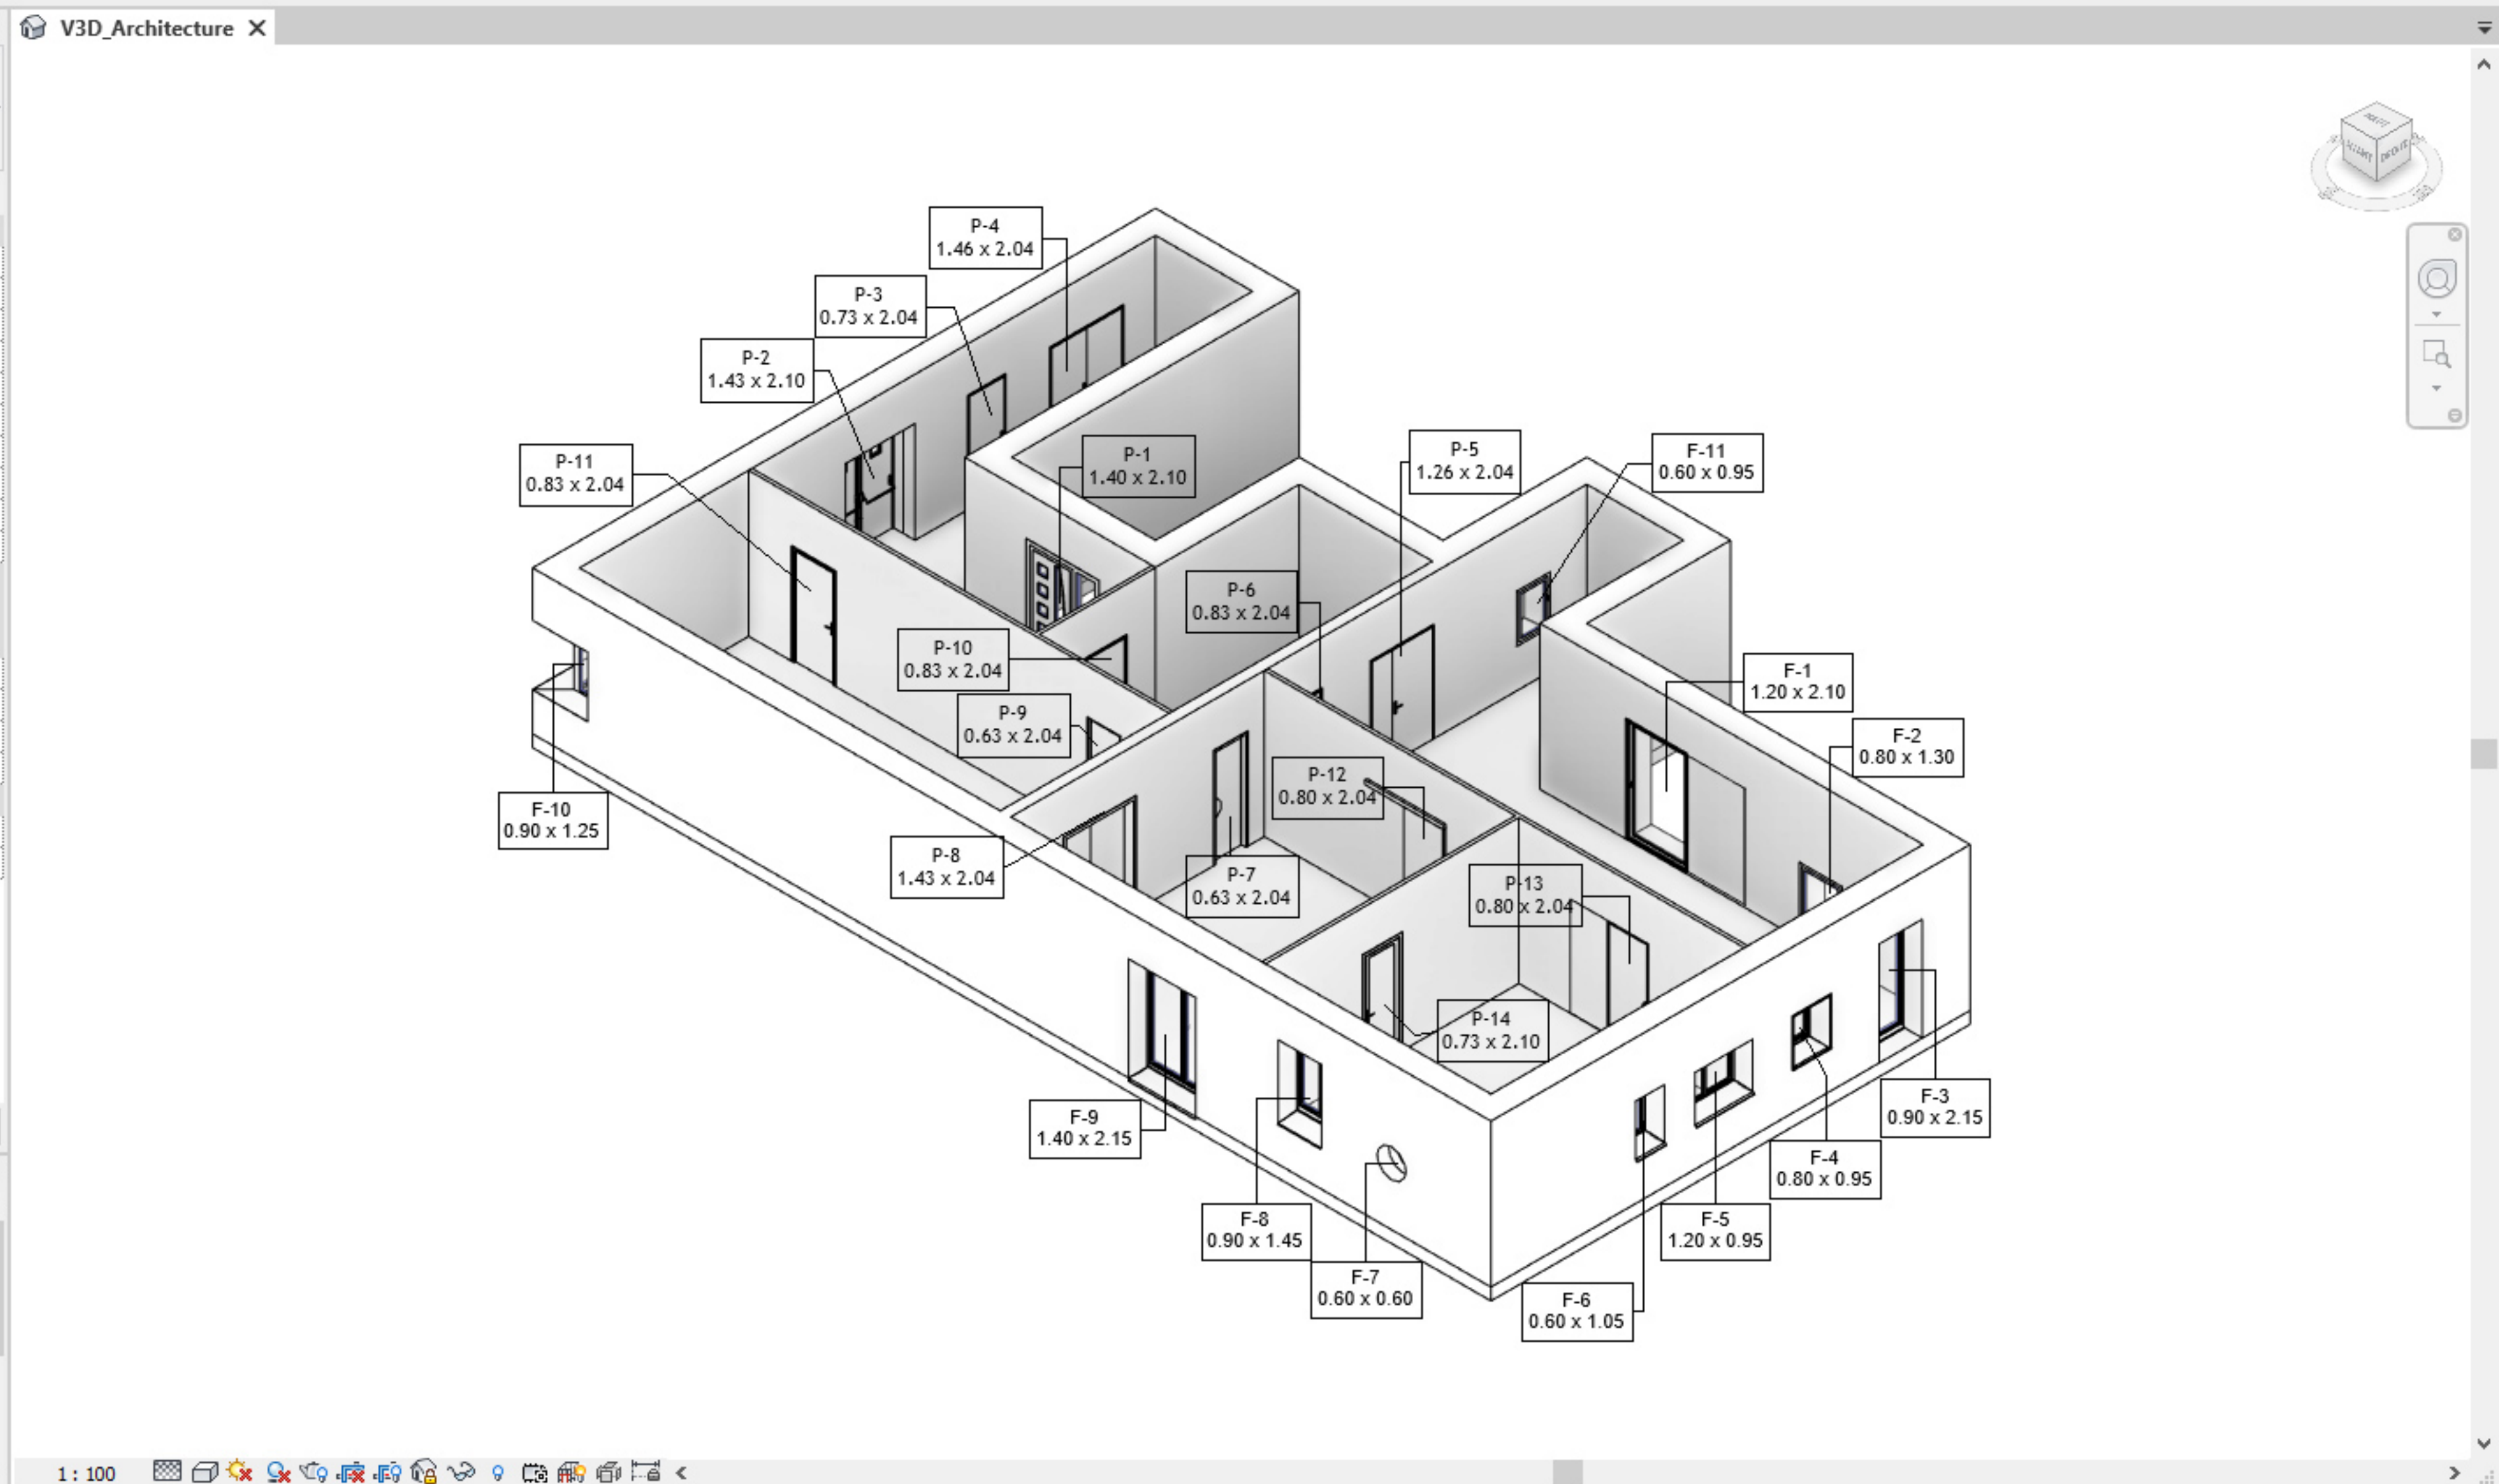 V3D_Architecture
P-4
1.46 x 2.04
P-3
0.73 x 2.04
P-2
1.43 x 2.10
P-11
0.83 x 2.04
P-1
1.40 x 2.10
P-5
1.26 x 2.04
F-11
0.60 x 0.95
P-6
0.83 x 2.04
P-10
0.83 x 2.04
F-1
1.20 x 2.10
P-9
0.63 x 2.04
F-2
0.80 x 1.30
P-12
0.80 x 2.04
F-10
0.90 x 1.25
P-8
1.43 x 2.04
P-7
0.63 x 2.04
P-13
0.80 x 2.04
P-14
0.73 x 2.10
F-3
0.90 x 2.15
F-9
1.40 x 2.15
F-4
0.80 x 0.95
F-8
0.90 x 1.45
F-5
1.20 x 0.95
F-7
0.60 x 0.60
F-6
0.60 x 1.05
1 : 100